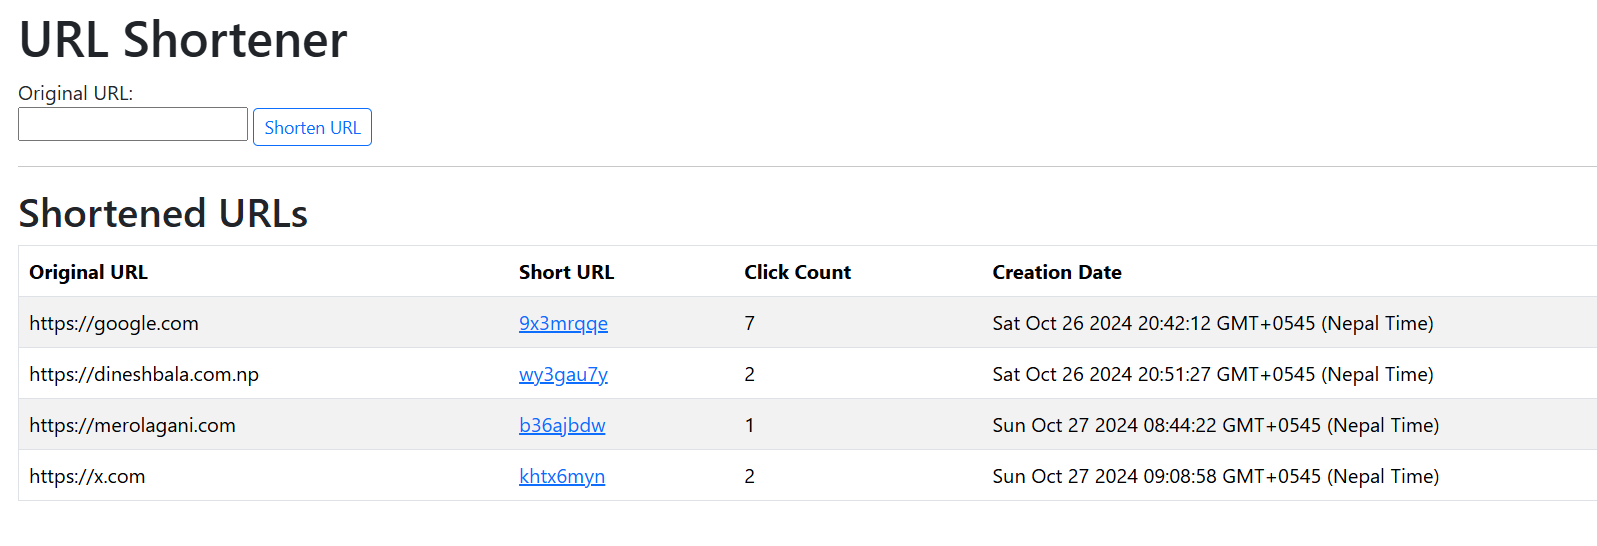 URL Shortener
Original URL:
Shorten URL
Shortened URLs
Original URL Short URL Click Count Creation Date
https://google.com 9x3mrqqe 7 Sat Oct 26 2024 20:42:12 GMT+0545 (Nepal Time)
https://dineshbala.com.np wy3gau7y 2 Sat Oct 26 2024 20:51:27 GMT+0545 (Nepal Time)
https://merolagani.com b36ajbdw 1 Sun Oct 27 2024 08:44:22 GMT+0545 (Nepal Time)
https://x.com khtx6myn 2 Sun Oct 27 2024 09:08:58 GMT+0545 (Nepal Time)